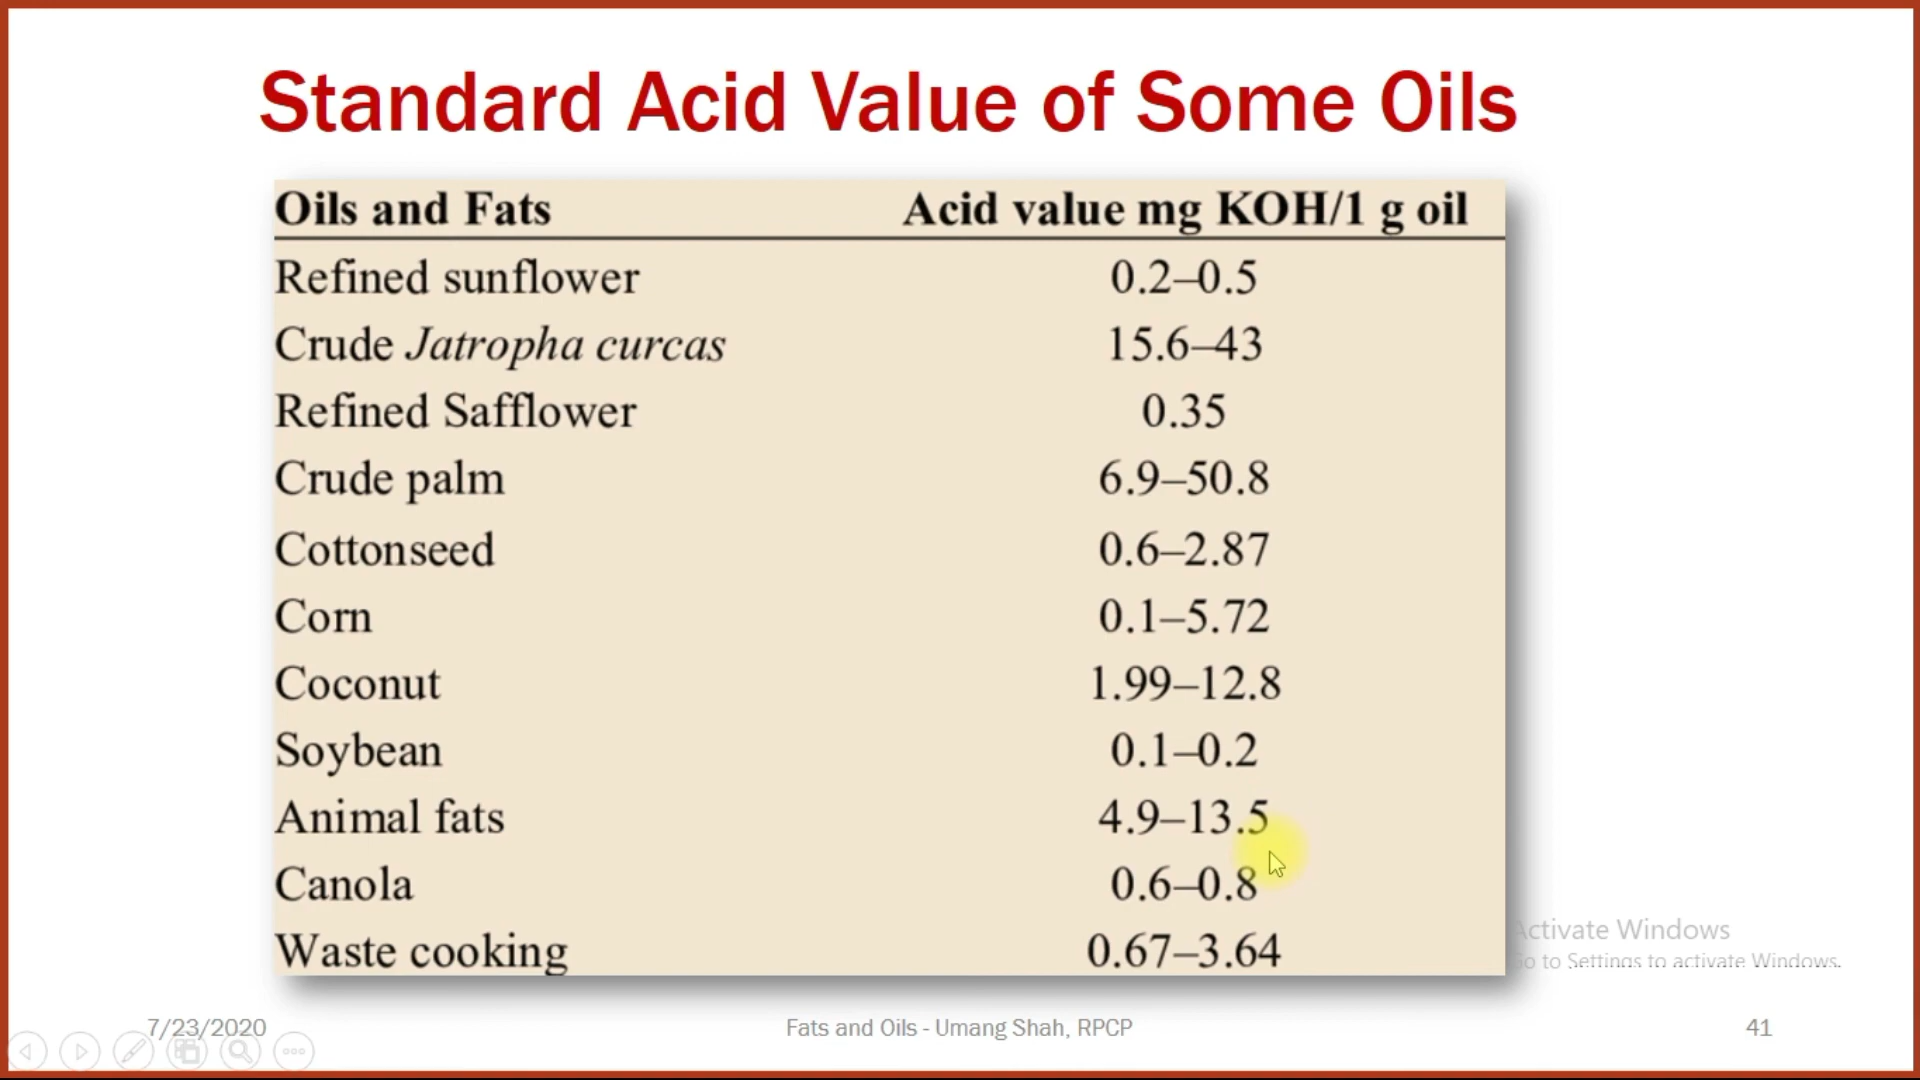 Standard Acid Value of Some Oils
Oils and Fats Acid value mg KOH/1 g oil
Refined sunflower 0.2–0.5
Crude Jatropha curcas 15.6–43
Refined Safflower 0.35
Crude palm 6.9–50.8
Cottonseed 0.6–2.87
Corn 0.1–5.72
Coconut 1.99–12.8
Soybean 0.1–0.2
Animal fats 4.9–13.5
Canola 0.6–0.8
Waste cooking 0.67–3.64
Activate Windows
Go to Settings to activate Windows.
7/23/2020 Fats and Oils - Umang Shah, RPCP 41